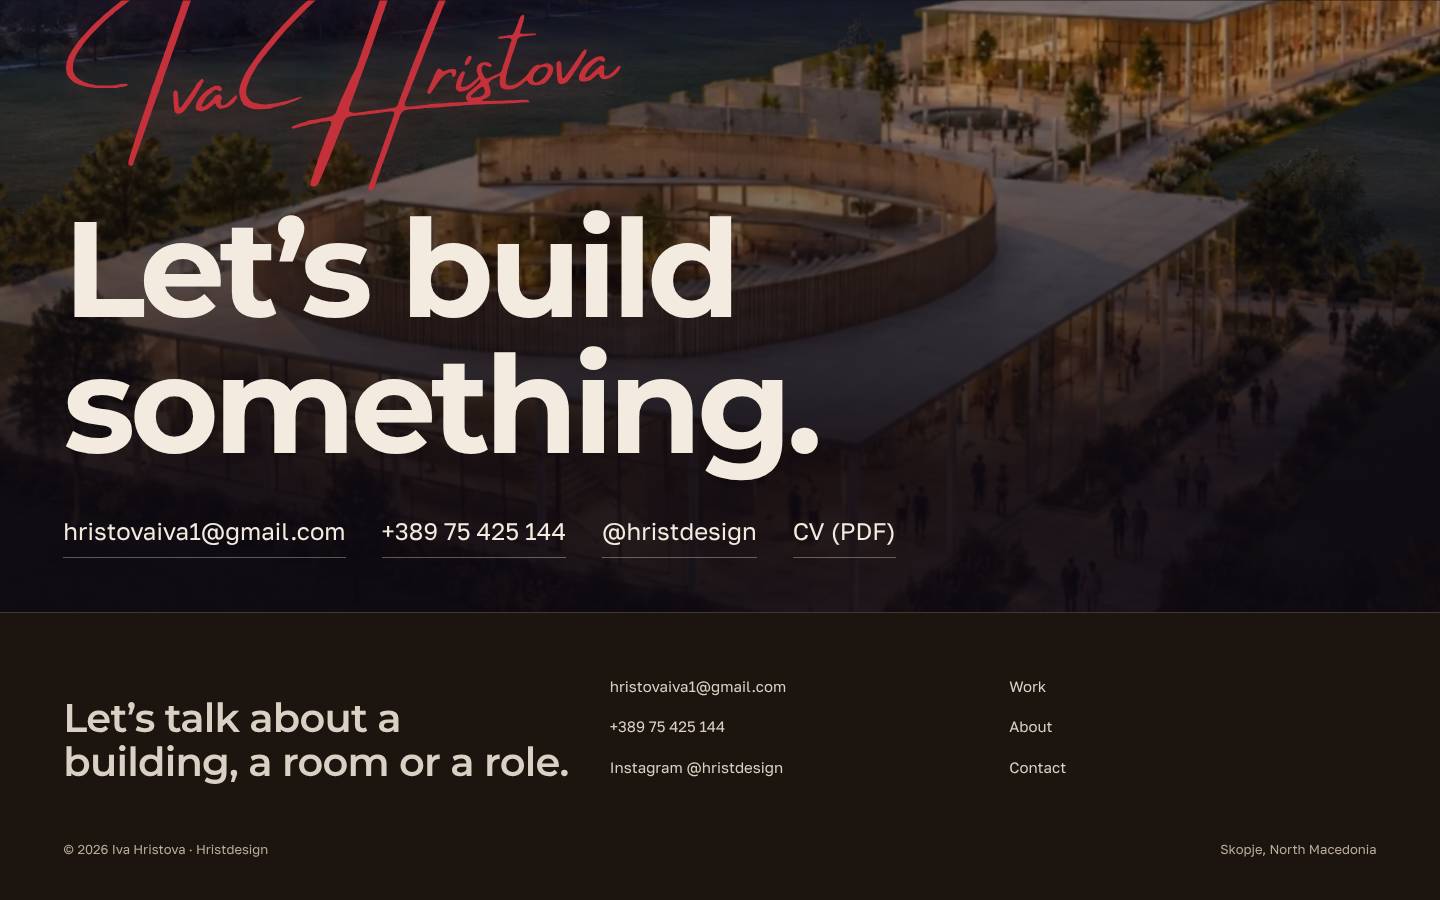 Iva Hristova
Let’s build
something.
hristovaiva1@gmail.com +389 75 425 144 @hristdesign CV (PDF)
Let’s talk about a
building, a room or a role.
hristovaiva1@gmail.com
+389 75 425 144
Instagram @hristdesign
Work
About
Contact
© 2026 Iva Hristova · Hristdesign
Skopje, North Macedonia